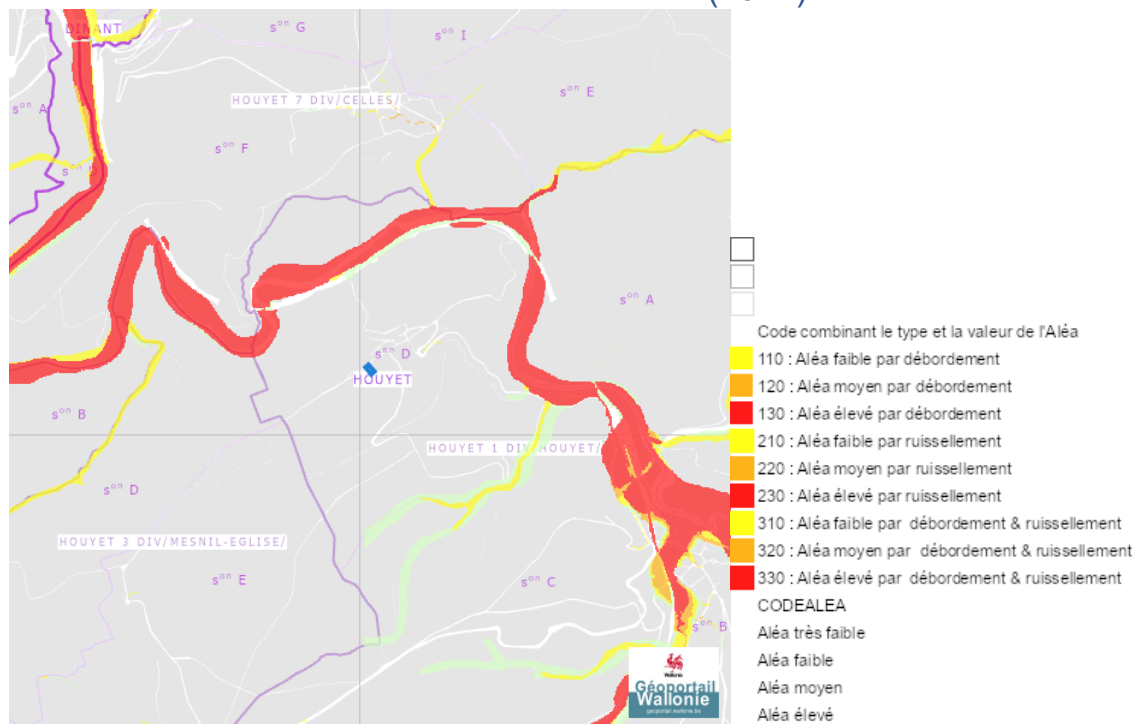 DINANT
sᵒⁿ G
sᵒⁿ I
sᵒⁿ E
HOUYET 7 DIV/CELLES/
sᵒⁿ A
sᵒⁿ F
sᵒⁿ A
sᵒⁿ D
HOUYET
sᵒⁿ B
HOUYET 1 DIV/HOUYET/
sᵒⁿ D
HOUYET 3 DIV/MESNIL-EGLISE/
sᵒⁿ E
sᵒⁿ C
sᵒⁿ B
Wallonie
Géoportail
Wallonie
geoportail.wallonie.be
Code combinant le type et la valeur de l'Aléa
110 : Aléa faible par débordement
120 : Aléa moyen par débordement
130 : Aléa élevé par débordement
210 : Aléa faible par ruissellement
220 : Aléa moyen par ruissellement
230 : Aléa élevé par ruissellement
310 : Aléa faible par débordement & ruissellement
320 : Aléa moyen par débordement & ruissellement
330 : Aléa élevé par débordement & ruissellement
CODEALEA
Aléa très faible
Aléa faible
Aléa moyen
Aléa élevé